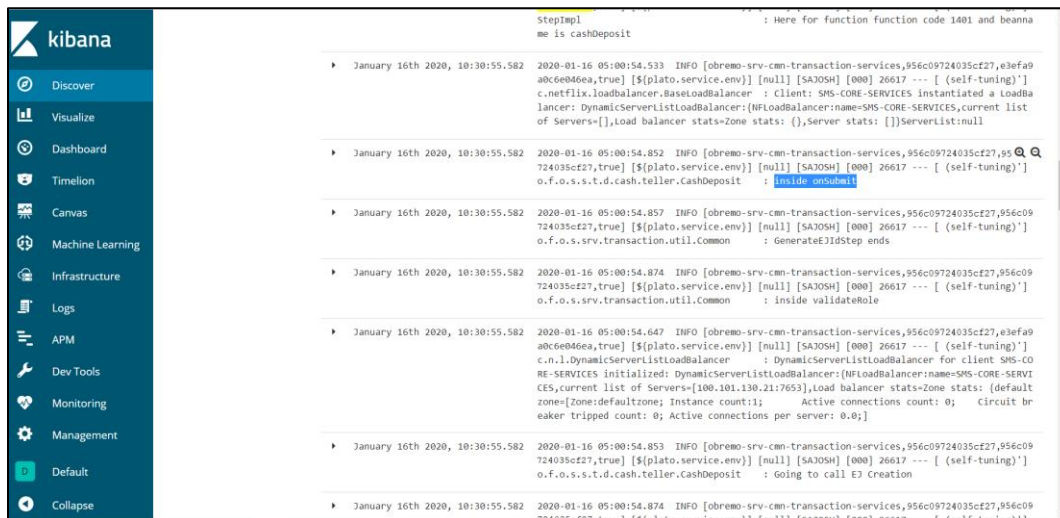 kibana
Discover
Visualize
Dashboard
Timelion
Canvas
Machine Learning
Infrastructure
Logs
APM
Dev Tools
Monitoring
Management
D Default
Collapse
StepImpl : Here for function function code 1401 and beanna
me is cashDeposit
January 16th 2020, 10:30:55.582 2020-01-16 05:00:54.533 INFO [obremo-srv-cmn-transaction-services,956c09724035cf27,e3efa9
a0c6e046ea,true] [${plato.service.env}] [null] [SAJOSH] [000] 26617 --- [ (self-tuning)']
c.netflix.loadbalancer.BaseLoadBalancer : Client: SMS-CORE-SERVICES instantiated a LoadBa
lancer: DynamicServerListLoadBalancer:{NFLoadBalancer:name=SMS-CORE-SERVICES,current list
of Servers=[],Load balancer stats=Zone stats: {},Server stats: []}ServerList:null
January 16th 2020, 10:30:55.582 2020-01-16 05:00:54.852 INFO [obremo-srv-cmn-transaction-services,956c09724035cf27,95
724035cf27,true] [${plato.service.env}] [null] [SAJOSH] [000] 26617 --- [ (self-tuning)']
o.f.o.s.s.t.d.cash.teller.CashDeposit : inside onSubmit
January 16th 2020, 10:30:55.582 2020-01-16 05:00:54.857 INFO [obremo-srv-cmn-transaction-services,956c09724035cf27,956c09
724035cf27,true] [${plato.service.env}] [null] [SAJOSH] [000] 26617 --- [ (self-tuning)']
o.f.o.s.srv.transaction.util.Common : GenerateEJIdStep ends
January 16th 2020, 10:30:55.582 2020-01-16 05:00:54.874 INFO [obremo-srv-cmn-transaction-services,956c09724035cf27,956c09
724035cf27,true] [${plato.service.env}] [null] [SAJOSH] [000] 26617 --- [ (self-tuning)']
o.f.o.s.srv.transaction.util.Common : inside validateRole
January 16th 2020, 10:30:55.582 2020-01-16 05:00:54.647 INFO [obremo-srv-cmn-transaction-services,956c09724035cf27,e3efa9
a0c6e046ea,true] [${plato.service.env}] [null] [SAJOSH] [000] 26617 --- [ (self-tuning)']
c.n.l.DynamicServerListLoadBalancer : DynamicServerListLoadBalancer for client SMS-CO
RE-SERVICES initialized: DynamicServerListLoadBalancer:{NFLoadBalancer:name=SMS-CORE-SERVI
CES,current list of Servers=[100.101.130.21:7653],Load balancer stats=Zone stats: {default
zone=[Zone:defaultzone; Instance count:1; Active connections count: 0; Circuit br
eaker tripped count: 0; Active connections per server: 0.0;]
January 16th 2020, 10:30:55.582 2020-01-16 05:00:54.853 INFO [obremo-srv-cmn-transaction-services,956c09724035cf27,956c09
724035cf27,true] [${plato.service.env}] [null] [SAJOSH] [000] 26617 --- [ (self-tuning)']
o.f.o.s.s.t.d.cash.teller.CashDeposit : Going to call EJ Creation
January 16th 2020, 10:30:55.582 2020-01-16 05:00:54.874 INFO [obremo-srv-cmn-transaction-services,956c09724035cf27,956c09